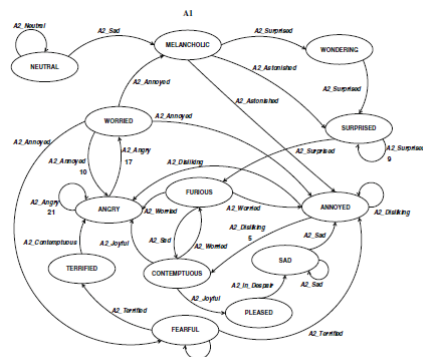 A1
A2_Neutral
A2_Sad
MELANCHOLIC
A2_Surprised
WONDERING
NEUTRAL
A2_Astonished
A2_Annoyed
A2_Surprised
A2_Astonished
WORRIED
A2_Annoyed
A2_Annoyed
SURPRISED
A2_Angry
17
A2_Surprised
A2_Surprised
9
A2_Annoyed
10
A2_Disliking
A2_Angry
21
FURIOUS
ANGRY
A2_Worried
A2_Worried
ANNOYED
A2_Disliking
A2_Disliking
5
A2_Contemptuous
A2_Joyful
A2_Sad
A2_Worried
A2_Sad
SAD
TERRIFIED
CONTEMPTUOUS
A2_In_Despair
A2_Sad
A2_Joyful
PLEASED
A2_Terrified
FEARFUL
A2_Terrified